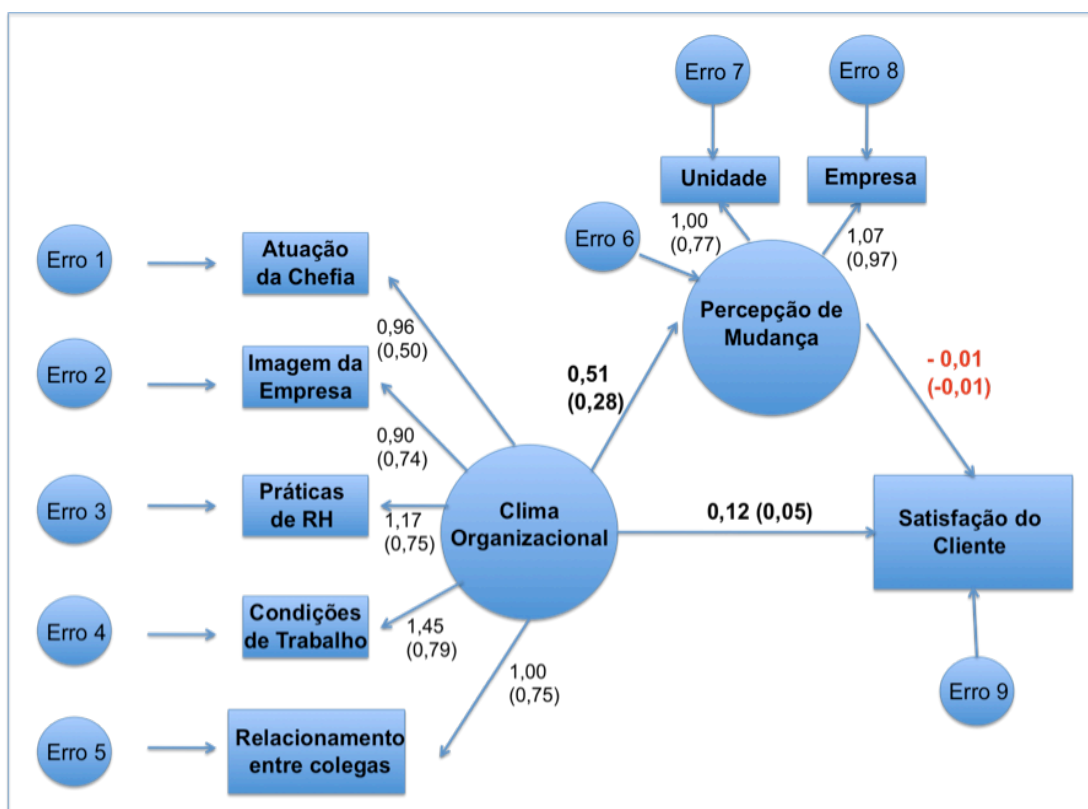 Erro 7
Erro 8
Unidade
Empresa
Erro 6
1,00
(0,77)
1,07
(0,97)
Percepção de
Mudança
Erro 1
Atuação
da Chefia
0,96
(0,50)
Erro 2
Imagem da
Empresa
0,90
(0,74)
0,51
(0,28)
- 0,01
(-0,01)
Erro 3
Práticas
de RH
1,17
(0,75)
Clima
Organizacional
0,12 (0,05)
Satisfação do
Cliente
Erro 4
Condições
de Trabalho
1,45
(0,79)
1,00
(0,75)
Erro 9
Erro 5
Relacionamento
entre colegas